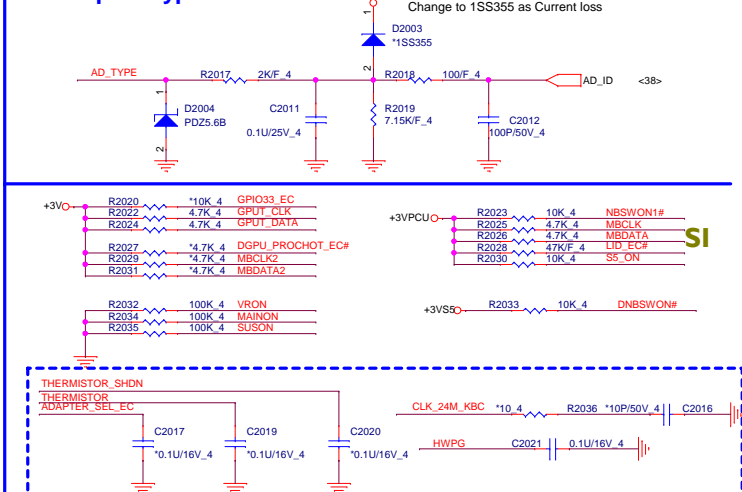 Change to 1SS355 as Current loss
1
D2003
*1SS355
2
AD_TYPE
R2017 2K/F_4
R2018 100/F_4
AD_ID <38>
1
D2004
PDZ5.6B
2
C2011
0.1U/25V_4
R2019
7.15K/F_4
C2012
100P/50V_4
+3V
R2020 *10K_4 GPIO33_EC
R2022 4.7K_4 GPUT_CLK
R2024 4.7K_4 GPUT_DATA
R2027 *4.7K_4 DGPU_PROCHOT_EC#
R2029 *4.7K_4 MBCLK2
R2031 *4.7K_4 MBDATA2
+3VPCU
R2023 10K_4 NBSWON1#
R2025 4.7K_4 MBCLK
R2026 4.7K_4 MBDATA
R2028 47K/F_4 LID_EC#
R2030 10K_4 S5_ON
SI
R2032 100K_4 VRON
R2034 100K_4 MAINON
R2035 100K_4 SUSON
+3VS5 R2033 10K_4 DNBSWON#
THERMISTOR_SHDN
THERMISTOR
ADAPTER_SEL_EC
C2017
*0.1U/16V_4
C2019
*0.1U/16V_4
C2020
*0.1U/16V_4
CLK_24M_KBC *10_4 R2036 *10P/50V_4 C2016
HWPG C2021 0.1U/16V_4